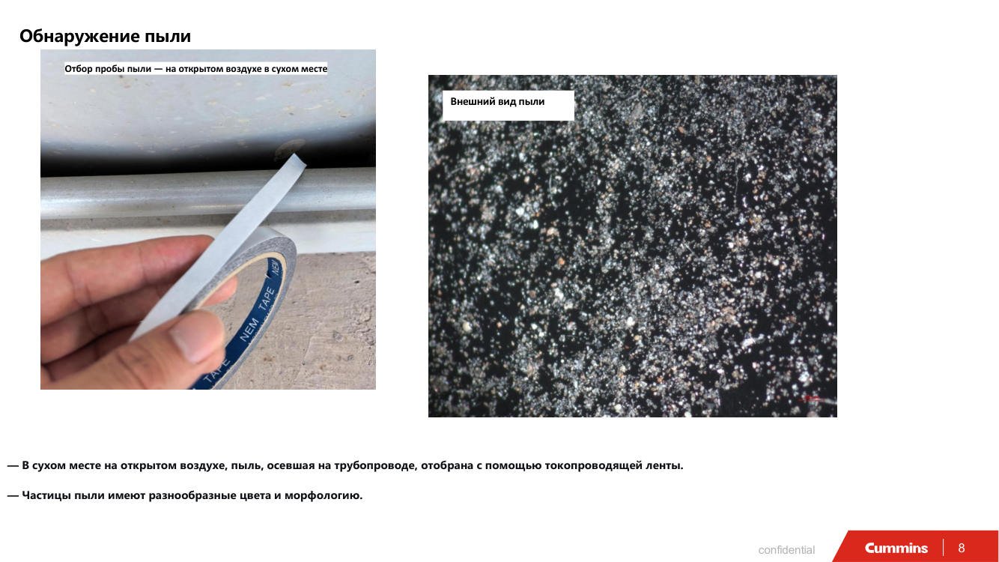 Обнаружение пыли
Отбор пробы пыли — на открытом воздухе в сухом месте
Внешний вид пыли
NEM TAPE NEM
TAPE
— В сухом месте на открытом воздухе, пыль, осевшая на трубопроводе, отобрана с помощью токопроводящей ленты.
— Частицы пыли имеют разнообразные цвета и морфологию.
confidential
Cummins
8